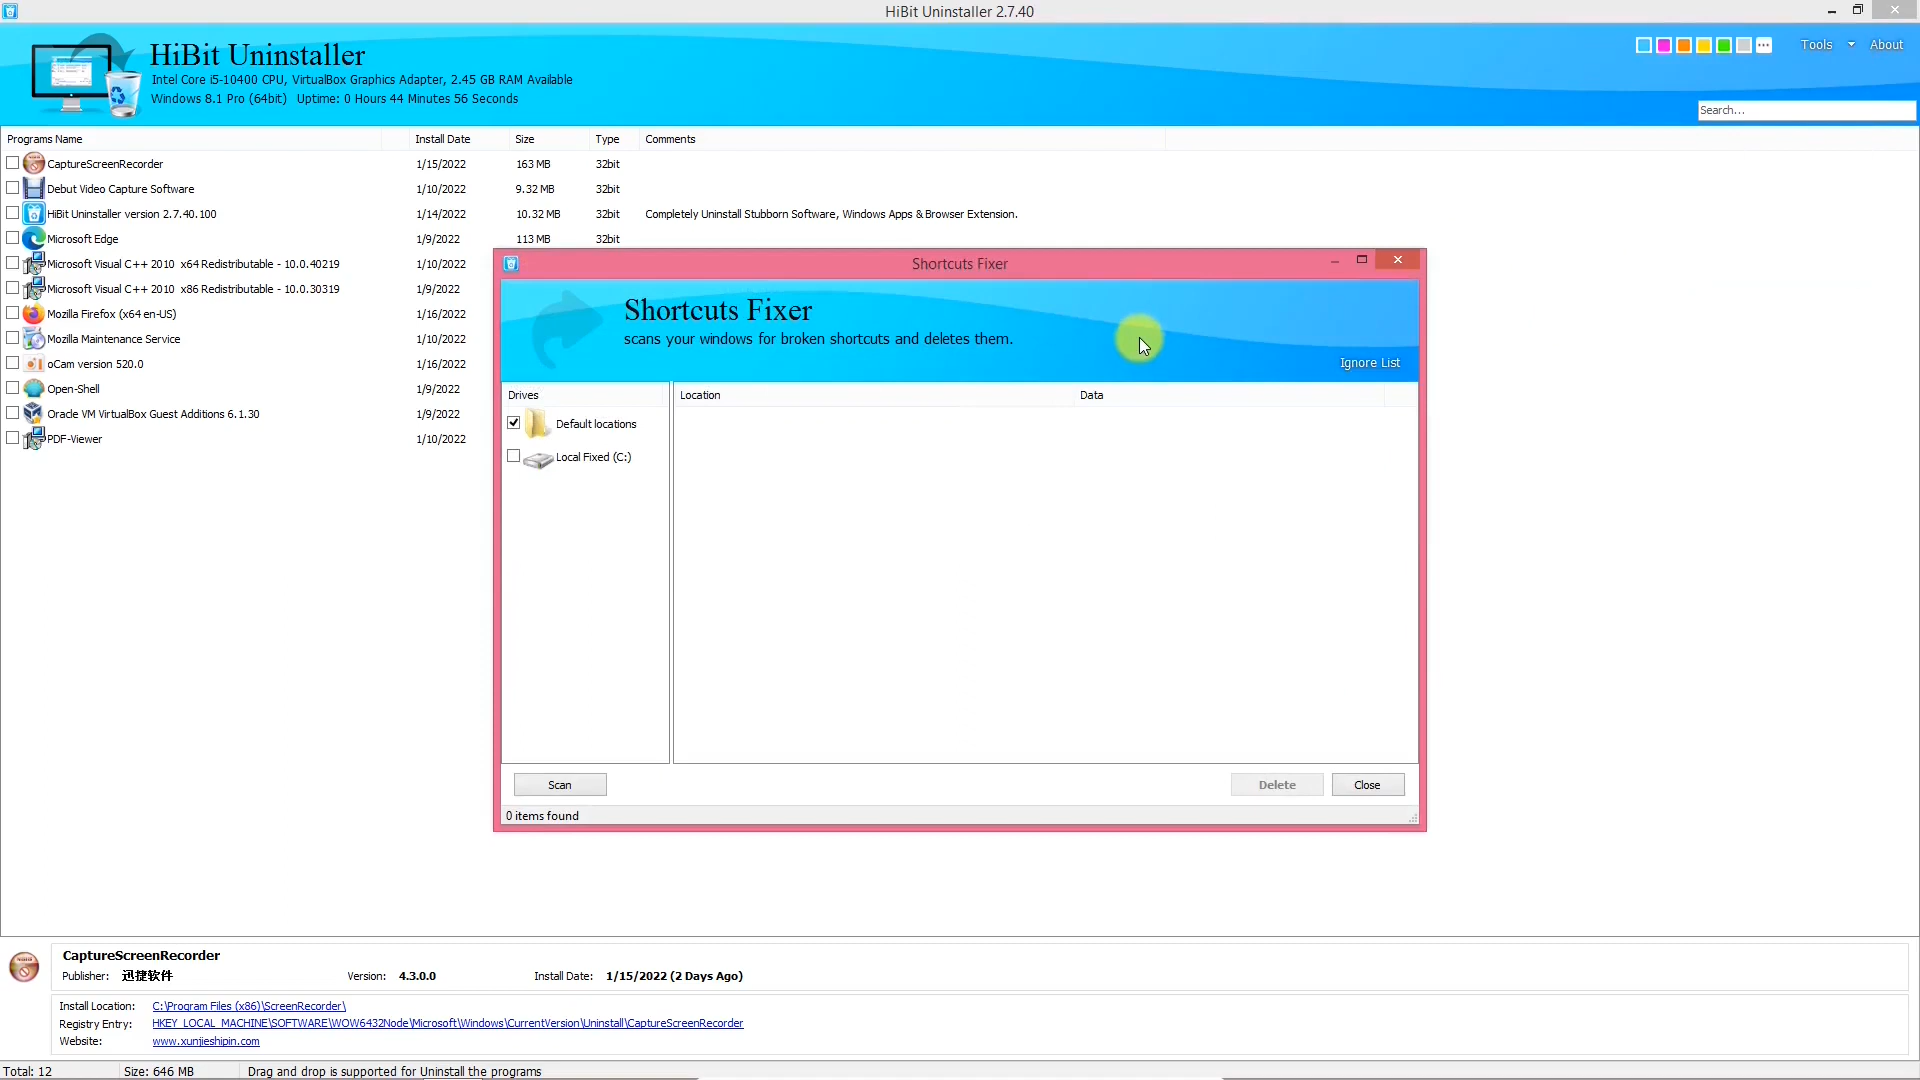 HiBit Uninstaller 2.7.40
HiBit Uninstaller
Intel Core i5-10400 CPU, VirtualBox Graphics Adapter, 2.45 GB RAM Available
Windows 8.1 Pro (64bit) Uptime: 0 Hours 44 Minutes 56 Seconds
Tools About
Search...
Programs Name Install Date Size Type Comments
CaptureScreenRecorder 1/15/2022 163 MB 32bit
Debut Video Capture Software 1/10/2022 9.32 MB 32bit
HiBit Uninstaller version 2.7.40.100 1/14/2022 10.32 MB 32bit Completely Uninstall Stubborn Software, Windows Apps & Browser Extension.
Microsoft Edge 1/9/2022 113 MB 32bit
Microsoft Visual C++ 2010 x64 Redistributable - 10.0.40219 1/10/2022
Microsoft Visual C++ 2010 x86 Redistributable - 10.0.30319 1/9/2022
Mozilla Firefox (x64 en-US) 1/16/2022
Mozilla Maintenance Service 1/10/2022
oCam version 520.0 1/16/2022
Open-Shell 1/9/2022
Oracle VM VirtualBox Guest Additions 6.1.30 1/9/2022
PDF-Viewer 1/10/2022
Shortcuts Fixer
Shortcuts Fixer
scans your windows for broken shortcuts and deletes them.
Ignore List
Drives Location Data
Default locations
Local Fixed (C:)
Scan Delete Close
0 items found
CaptureScreenRecorder
Publisher: 迅捷软件 Version: 4.3.0.0 Install Date: 1/15/2022 (2 Days Ago)
Install Location: C:\Program Files (x86)\ScreenRecorder\
Registry Entry: HKEY_LOCAL_MACHINE\SOFTWARE\WOW6432Node\Microsoft\Windows\CurrentVersion\Uninstall\CaptureScreenRecorder
Website: www.xunjieshipin.com
Total: 12 Size: 646 MB Drag and drop is supported for Uninstall the programs